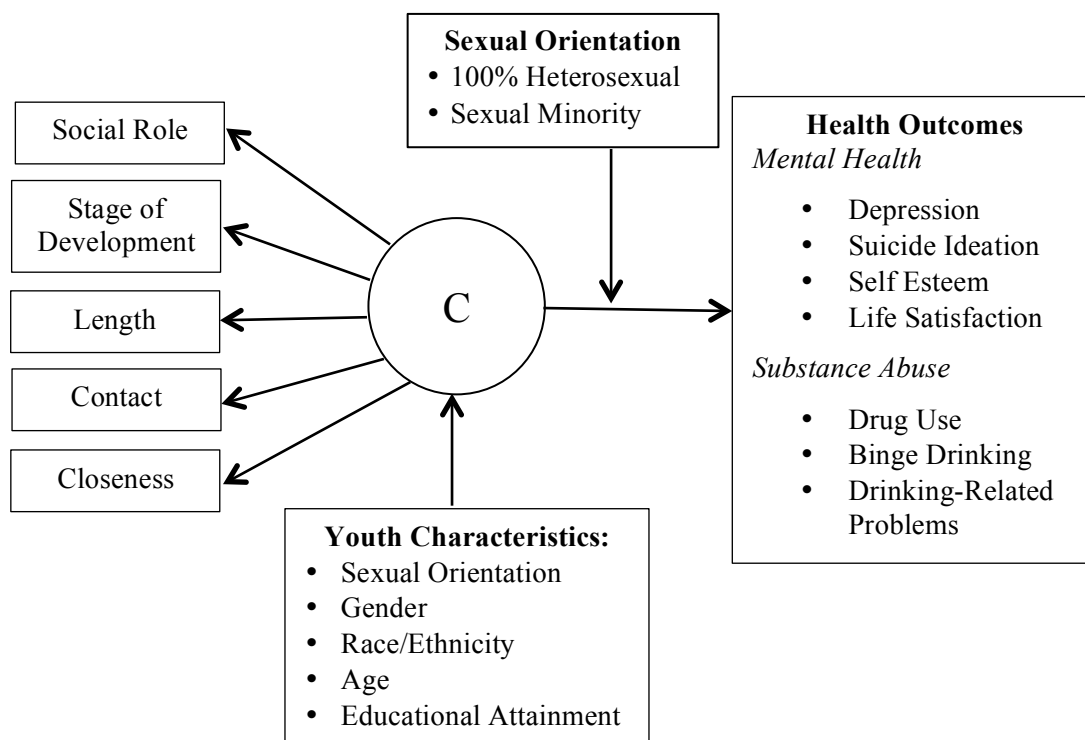 Sexual Orientation
• 100% Heterosexual
• Sexual Minority
Social Role
Stage of
Development
Length
Contact
Closeness
C
Health Outcomes
Mental Health
• Depression
• Suicide Ideation
• Self Esteem
• Life Satisfaction
Substance Abuse
• Drug Use
• Binge Drinking
• Drinking-Related
Problems
Youth Characteristics:
• Sexual Orientation
• Gender
• Race/Ethnicity
• Age
• Educational Attainment